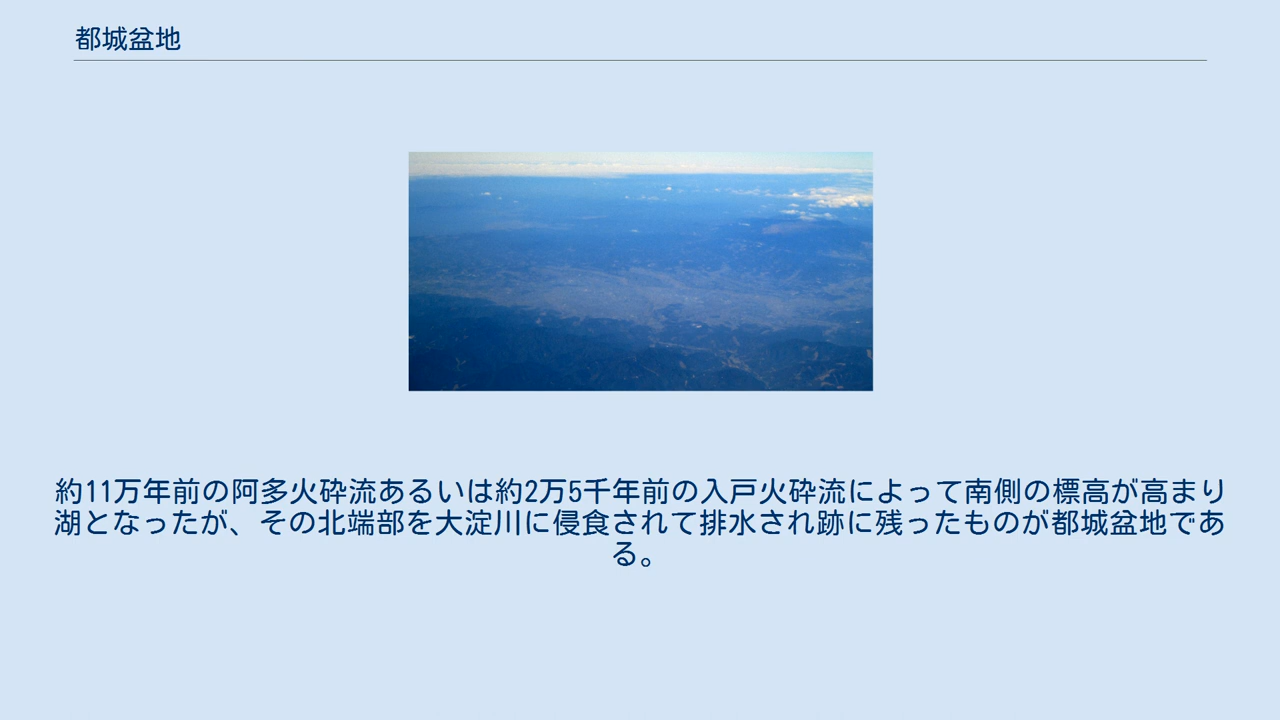 都城盆地
約11万年前の阿多火砕流あるいは約2万5千年前の入戸火砕流によって南側の標高が高まり
湖となったが、その北端部を大淀川に侵食されて排水され跡に残ったものが都城盆地であ
る。